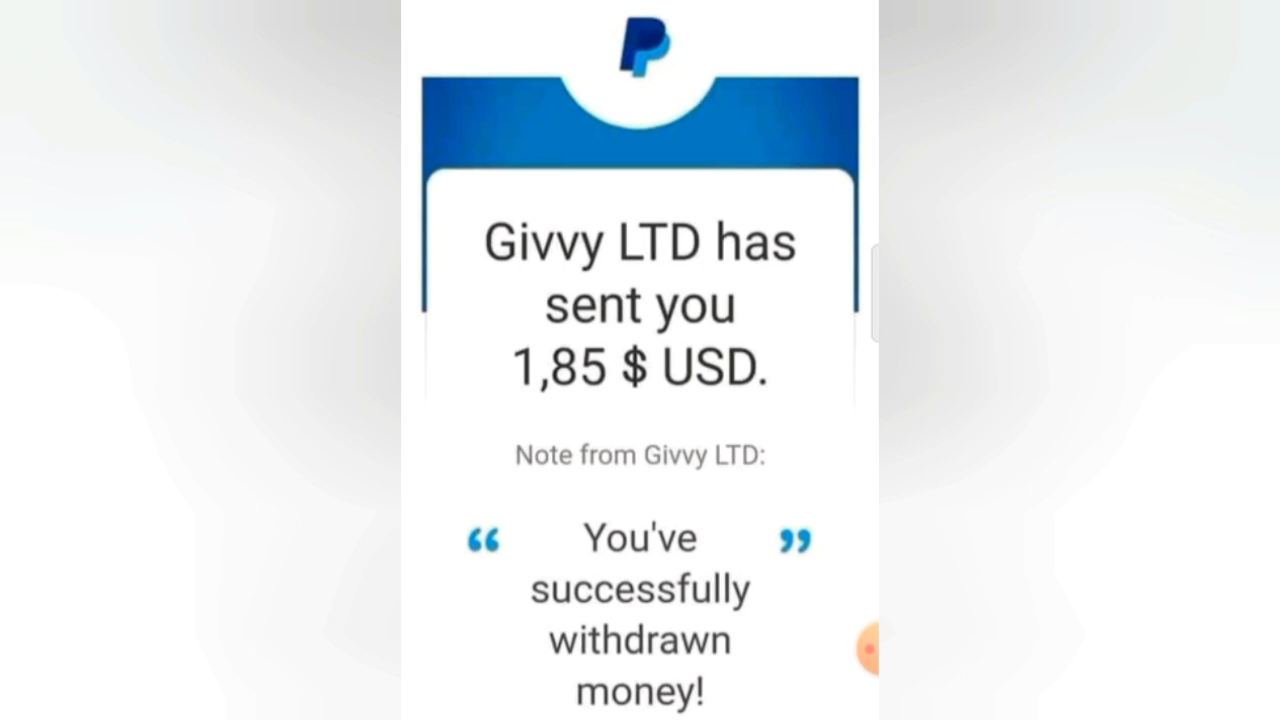 Givvy LTD has
sent you
1,85 $ USD.
Note from Givvy LTD:
“ You've ”
successfully
withdrawn
money!